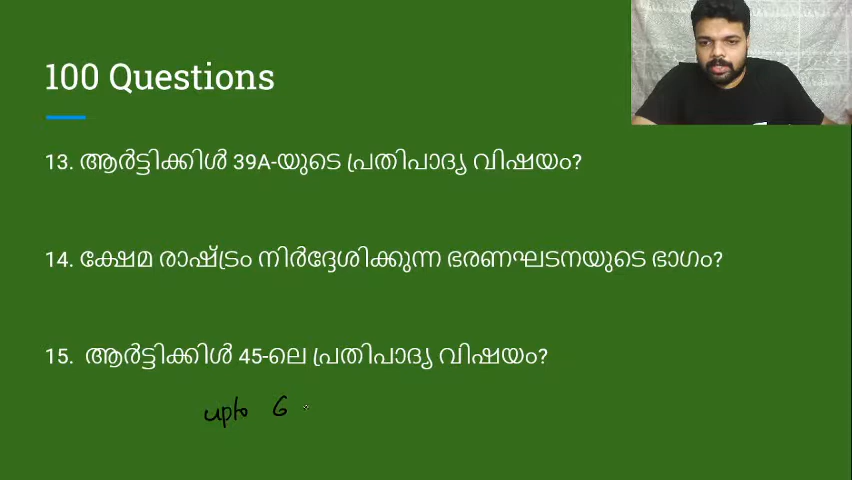 100 Questions
13. ആർട്ടിക്കിൾ 39A-യുടെ പ്രതിപാദ്യ വിഷയം?
14. ക്ഷേമ രാഷ്ട്രം നിർദ്ദേശിക്കുന്ന ഭരണഘടനയുടെ ഭാഗം?
15. ആർട്ടിക്കിൾ 45-ലെ പ്രതിപാദ്യ വിഷയം?
upto 6